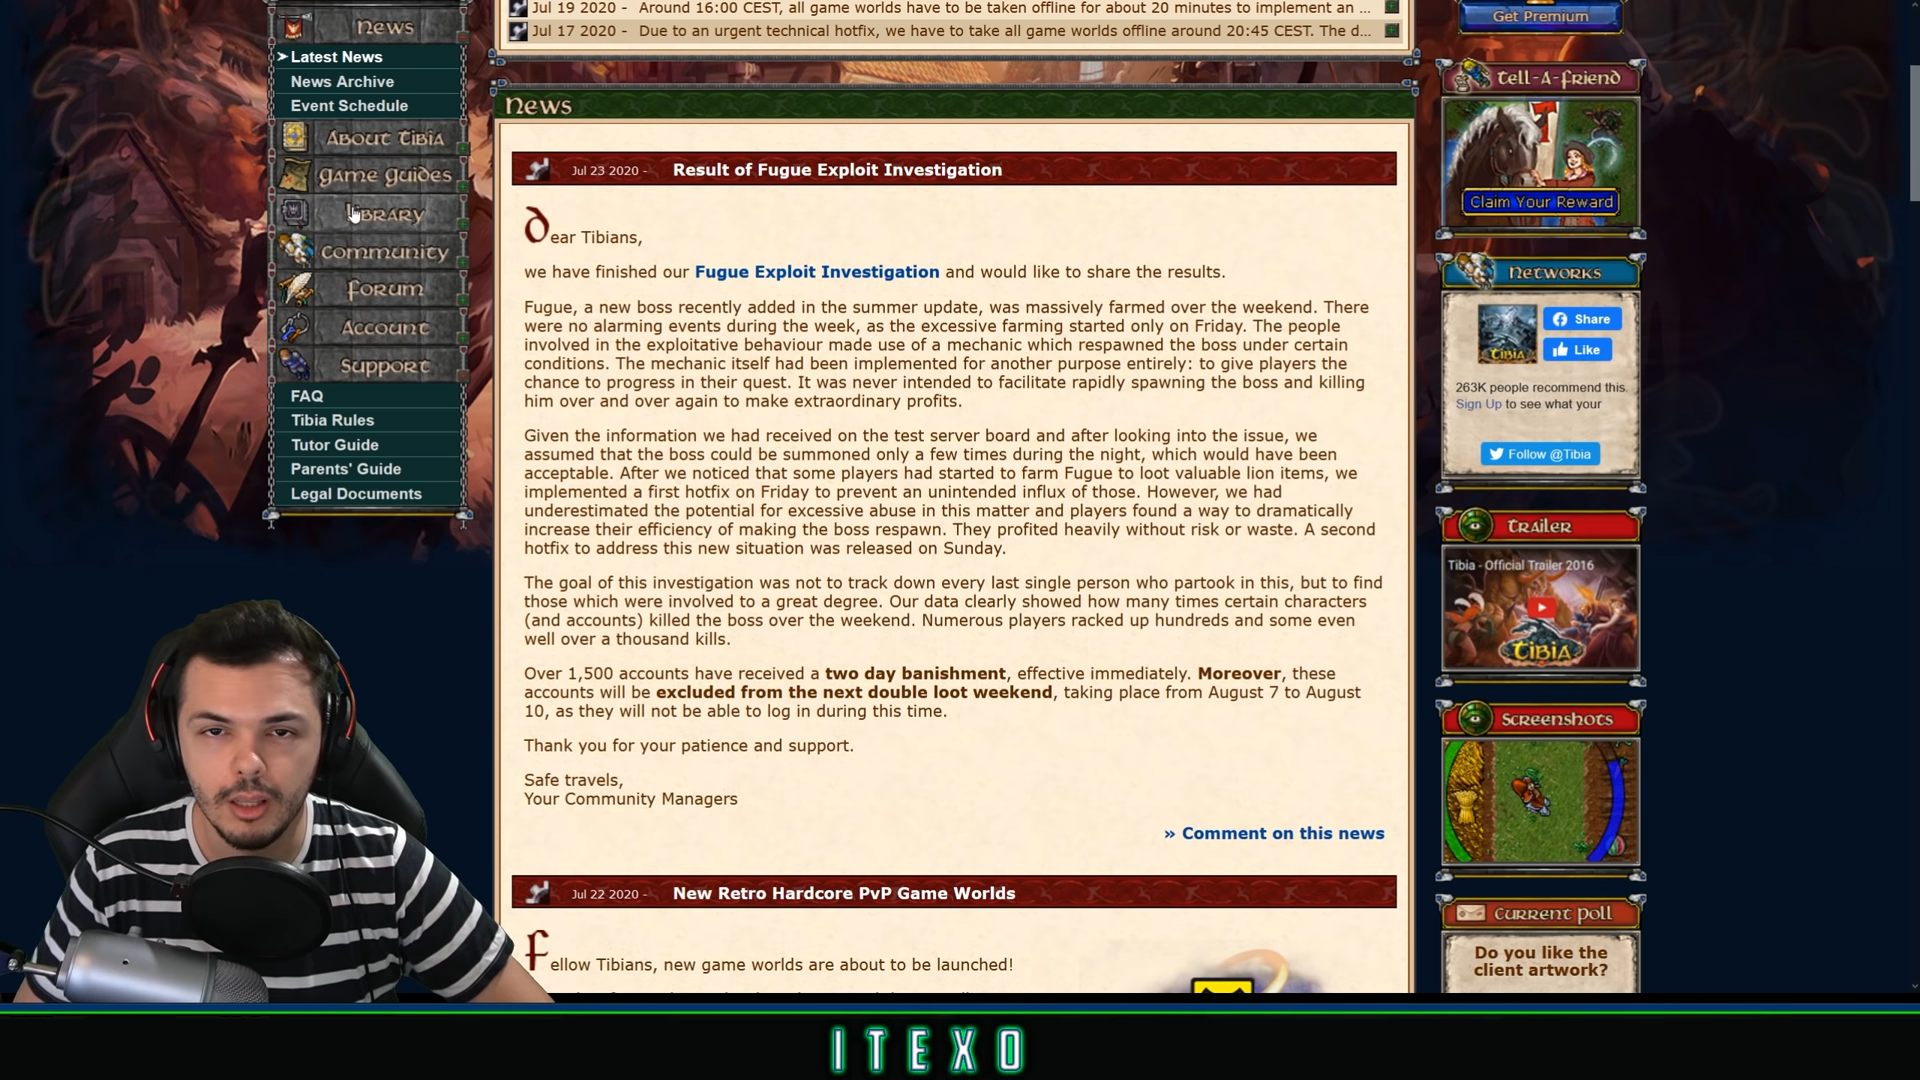 News
Latest News
News Archive
Event Schedule
About Tibia
Game Guides
Library
Community
Forum
Account
Support
FAQ
Tibia Rules
Tutor Guide
Parents' Guide
Legal Documents
Jul 19 2020 - Around 16:00 CEST, all game worlds have to be taken offline for about 20 minutes to implement an ...
Jul 17 2020 - Due to an urgent technical hotfix, we have to take all game worlds offline around 20:45 CEST. The d...
News
Jul 23 2020 - Result of Fugue Exploit Investigation
Dear Tibians,
we have finished our Fugue Exploit Investigation and would like to share the results.
Fugue, a new boss recently added in the summer update, was massively farmed over the weekend. There
were no alarming events during the week, as the excessive farming started only on Friday. The people
involved in the exploitative behaviour made use of a mechanic which respawned the boss under certain
conditions. The mechanic itself had been implemented for another purpose entirely: to give players the
chance to progress in their quest. It was never intended to facilitate rapidly spawning the boss and killing
him over and over again to make extraordinary profits.
Given the information we had received on the test server board and after looking into the issue, we
assumed that the boss could be summoned only a few times during the night, which would have been
acceptable. After we noticed that some players had started to farm Fugue to loot valuable lion items, we
implemented a first hotfix on Friday to prevent an unintended influx of those. However, we had
underestimated the potential for excessive abuse in this matter and players found a way to dramatically
increase their efficiency of making the boss respawn. They profited heavily without risk or waste. A second
hotfix to address this new situation was released on Sunday.
The goal of this investigation was not to track down every last single person who partook in this, but to find
those which were involved to a great degree. Our data clearly showed how many times certain characters
(and accounts) killed the boss over the weekend. Numerous players racked up hundreds and some even
well over a thousand kills.
Over 1,500 accounts have received a two day banishment, effective immediately. Moreover, these
accounts will be excluded from the next double loot weekend, taking place from August 7 to August
10, as they will not be able to log in during this time.
Thank you for your patience and support.
Safe travels,
Your Community Managers
» Comment on this news
Jul 22 2020 - New Retro Hardcore PvP Game Worlds
Fellow Tibians, new game worlds are about to be launched!
Get Premium
Tell-A-Friend
Claim Your Reward
Networks
TIBIA
Share
Like
263K people recommend this.
Sign Up to see what your
Follow @Tibia
Trailer
Tibia - Official Trailer 2016
TIBIA
Screenshots
Current Poll
Do you like the
client artwork?
ITEXO